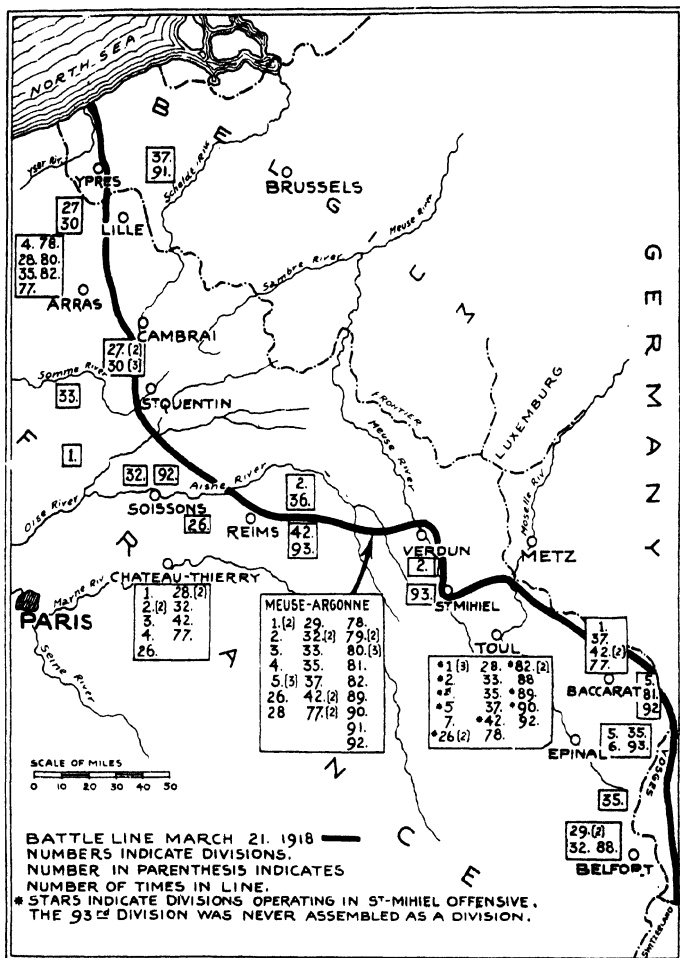 NORTH SEA
BELGIUM
GERMANY
FRANCE
Yser Riv.
YPRES
37.
91.
Scheldt Riv.
BRUSSELS
27
30
LILLE
4. 78.
28. 80.
35. 82.
77.
ARRAS
Sambre River
Meuse River
CAMBRAI
27. (2)
30 (3)
Somme River
33.
ST QUENTIN
FRONTIER
LUXEMBURG
1.
Meuse River
Moselle Riv
Oise River
32. 92.
SOISSONS
Aisne River
26.
REIMS
2.
36.
42.
93.
VERDUN
2.
93.
ST MIHIEL
METZ
PARIS
Marne Riv
Seine River
CHATEAU-THIERRY
1. 28.(2)
2.(2) 32.
3. 42.
4. 77.
26.
MEUSE-ARGONNE
1.(2) 29. 78.
2. 32.(2) 79.(2)
3. 33. 80.(3)
4. 35. 81.
5.(3) 37. 82.
26. 42.(2) 89.
28 77.(2) 90.
91.
92.
TOUL
*1 (3) 28. *82.(2)
*2. 33. 88
35. *89.
*5 37. *90.
7. *42. 92.
*26(2) 78.
1.
37.
42 (2)
77.
BACCARAT
5.
81.
92
EPINAL
5. 35.
6. 93.
VOSGES
35.
29.(2)
32. 88.
BELFORT
SWITZERLAND
SCALE OF MILES
0 10 20 30 40 50
BATTLE LINE MARCH 21. 1918
NUMBERS INDICATE DIVISIONS.
NUMBER IN PARENTHESIS INDICATES
NUMBER OF TIMES IN LINE.
* STARS INDICATE DIVISIONS OPERATING IN ST-MIHIEL OFFENSIVE.
THE 93RD DIVISION WAS NEVER ASSEMBLED AS A DIVISION.